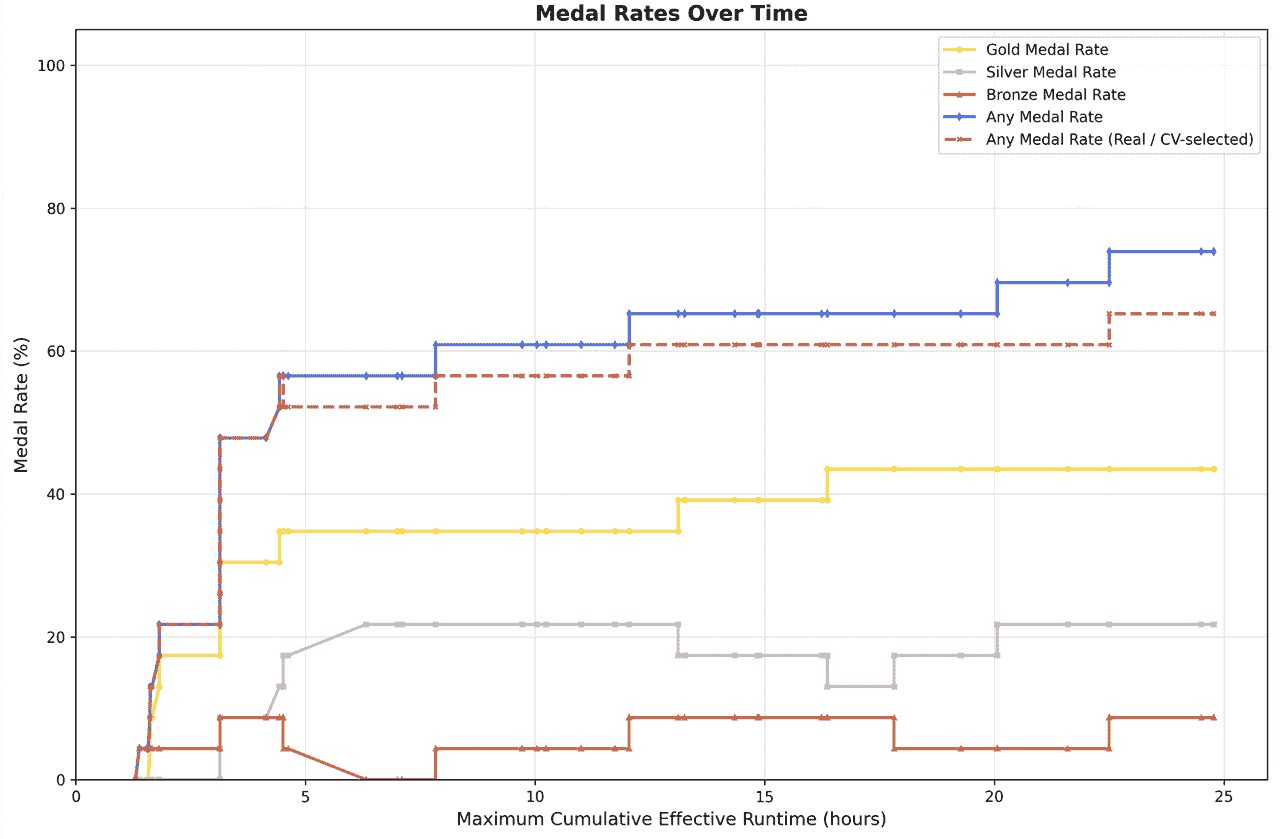 Medal Rates Over Time
Gold Medal Rate
Silver Medal Rate
Bronze Medal Rate
Any Medal Rate
Any Medal Rate (Real / CV-selected)
Medal Rate (%)
100
80
60
40
20
0
0 5 10 15 20 25
Maximum Cumulative Effective Runtime (hours)